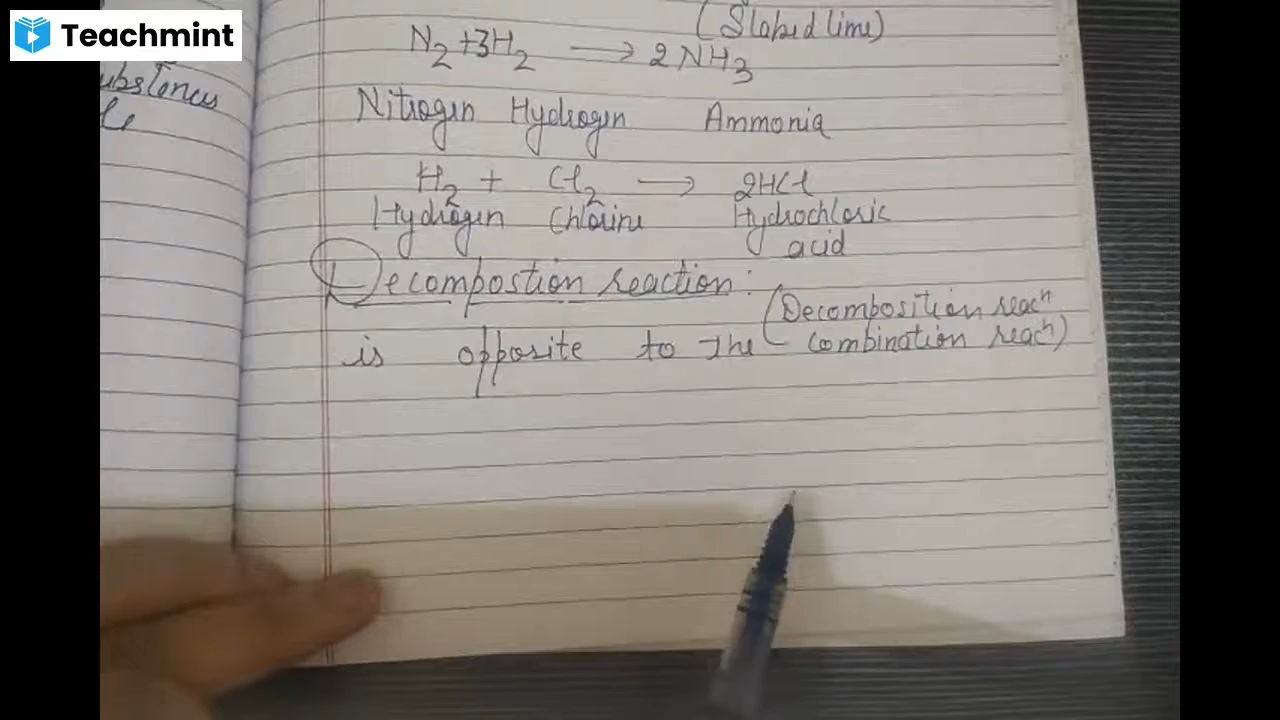 Teachmint
(Slaked lime)
N2 +3H2 → 2NH3
Nitrogen Hydrogen Ammonia
H2 + Cl2 → 2HCl
Hydrogen Chlorine Hydrochloric
acid
Decompostion reaction:
(Decomposition reacn
is opposite to the combination reacn)